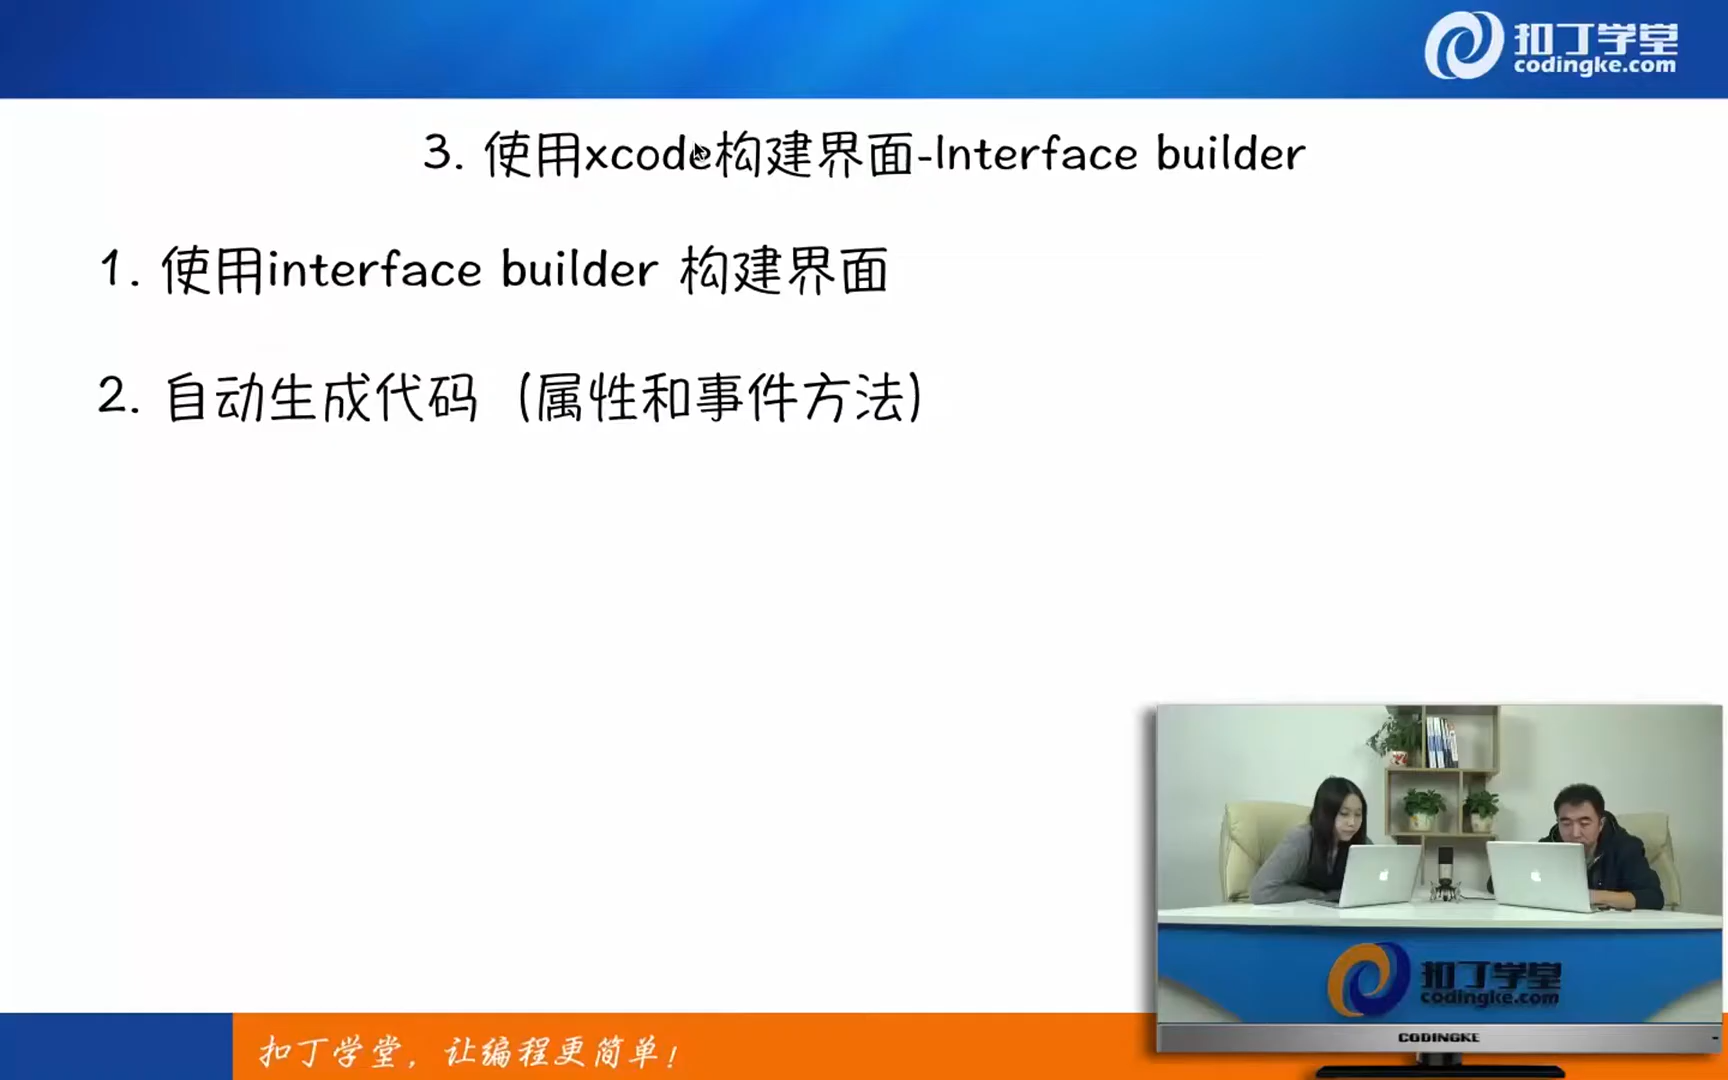 扣丁学堂
codingke.com
3. 使用xcode构建界面-Interface builder
1. 使用interface builder 构建界面
2. 自动生成代码（属性和事件方法）
扣丁学堂
codingke.com
CODINGKE
扣丁学堂，让编程更简单！